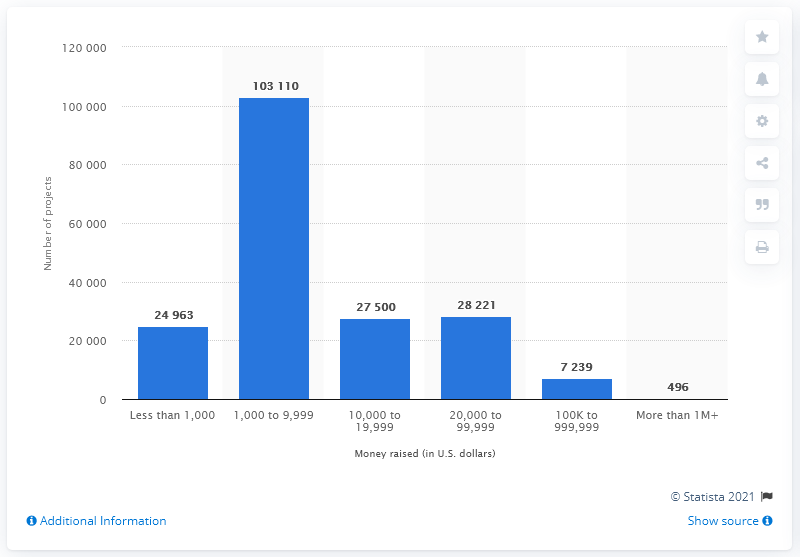 120 000
100 000
80 000
60 000
40 000
20 000
0
Number of projects
24 963
103 110
27 500
28 221
7 239
496
Less than 1,000
1,000 to 9,999
10,000 to
19,999
20,000 to
99,999
100K to
999,999
More than 1M+
Money raised (in U.S. dollars)
© Statista 2021
Additional Information
Show source